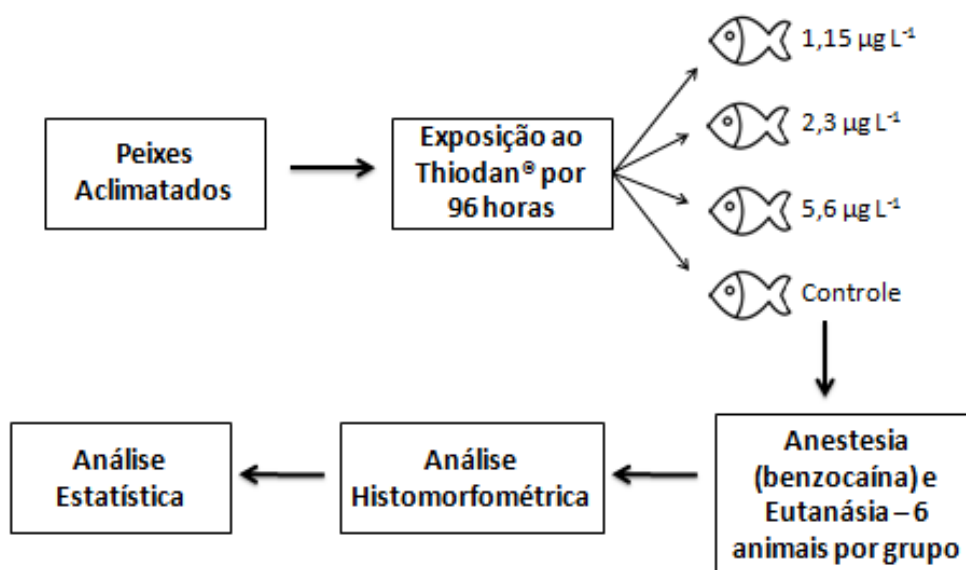 Peixes
Aclimatados
Exposição ao
Thiodan® por
96 horas
1,15 µg L⁻¹
2,3 µg L⁻¹
5,6 µg L⁻¹
Controle
Anestesia
(benzocaína) e
Eutanásia – 6
animais por grupo
Análise
Histomorfométrica
Análise
Estatística